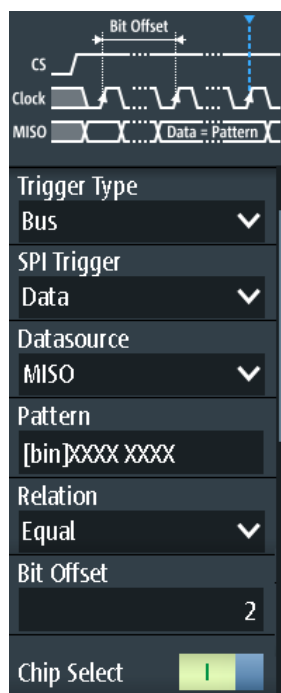 Bit Offset
CS
Clock
MISO
Data = Pattern
Trigger Type
Bus
SPI Trigger
Data
Datasource
MISO
Pattern
[bin]XXXX XXXX
Relation
Equal
Bit Offset
2
Chip Select
I